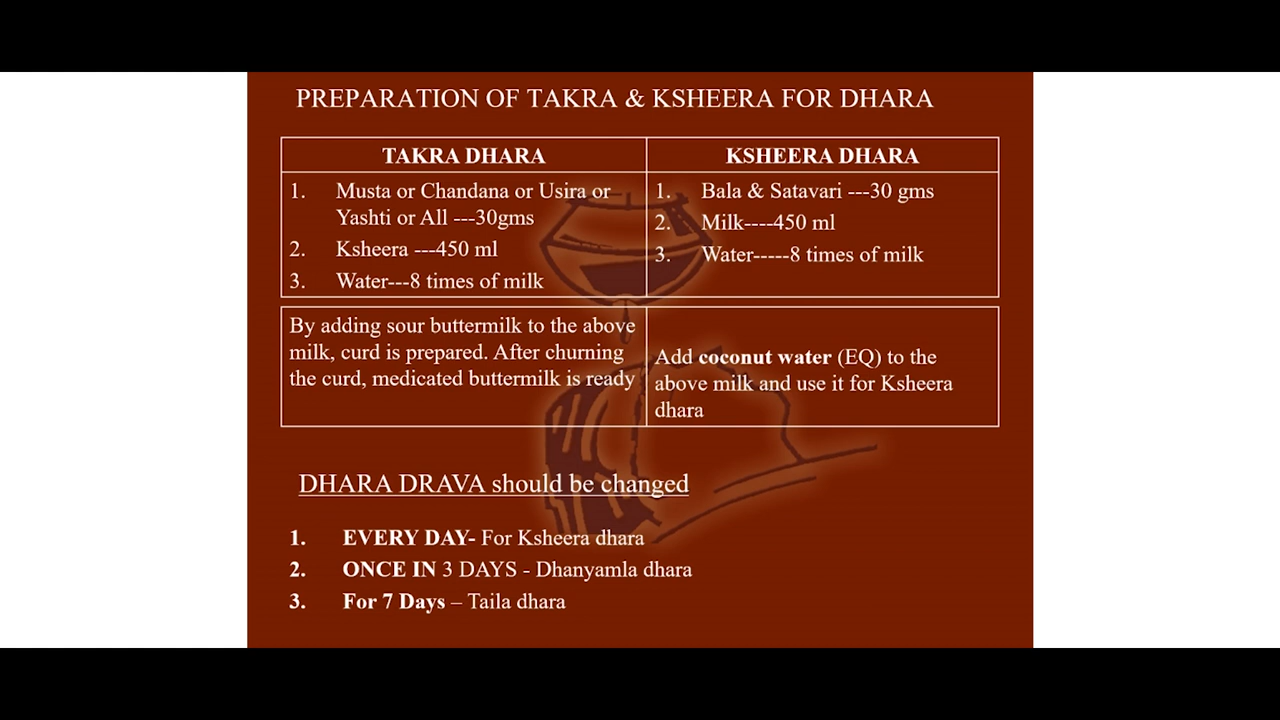 PREPARATION OF TAKRA & KSHEERA FOR DHARA
TAKRA DHARA
1. Musta or Chandana or Usira or
Yashti or All ---30gms
2. Ksheera ---450 ml
3. Water---8 times of milk
KSHEERA DHARA
1. Bala & Satavari ---30 gms
2. Milk----450 ml
3. Water-----8 times of milk
By adding sour buttermilk to the above
milk, curd is prepared. After churning
the curd, medicated buttermilk is ready
Add coconut water (EQ) to the
above milk and use it for Ksheera
dhara
DHARA DRAVA should be changed
1. EVERY DAY- For Ksheera dhara
2. ONCE IN 3 DAYS - Dhanyamla dhara
3. For 7 Days – Taila dhara